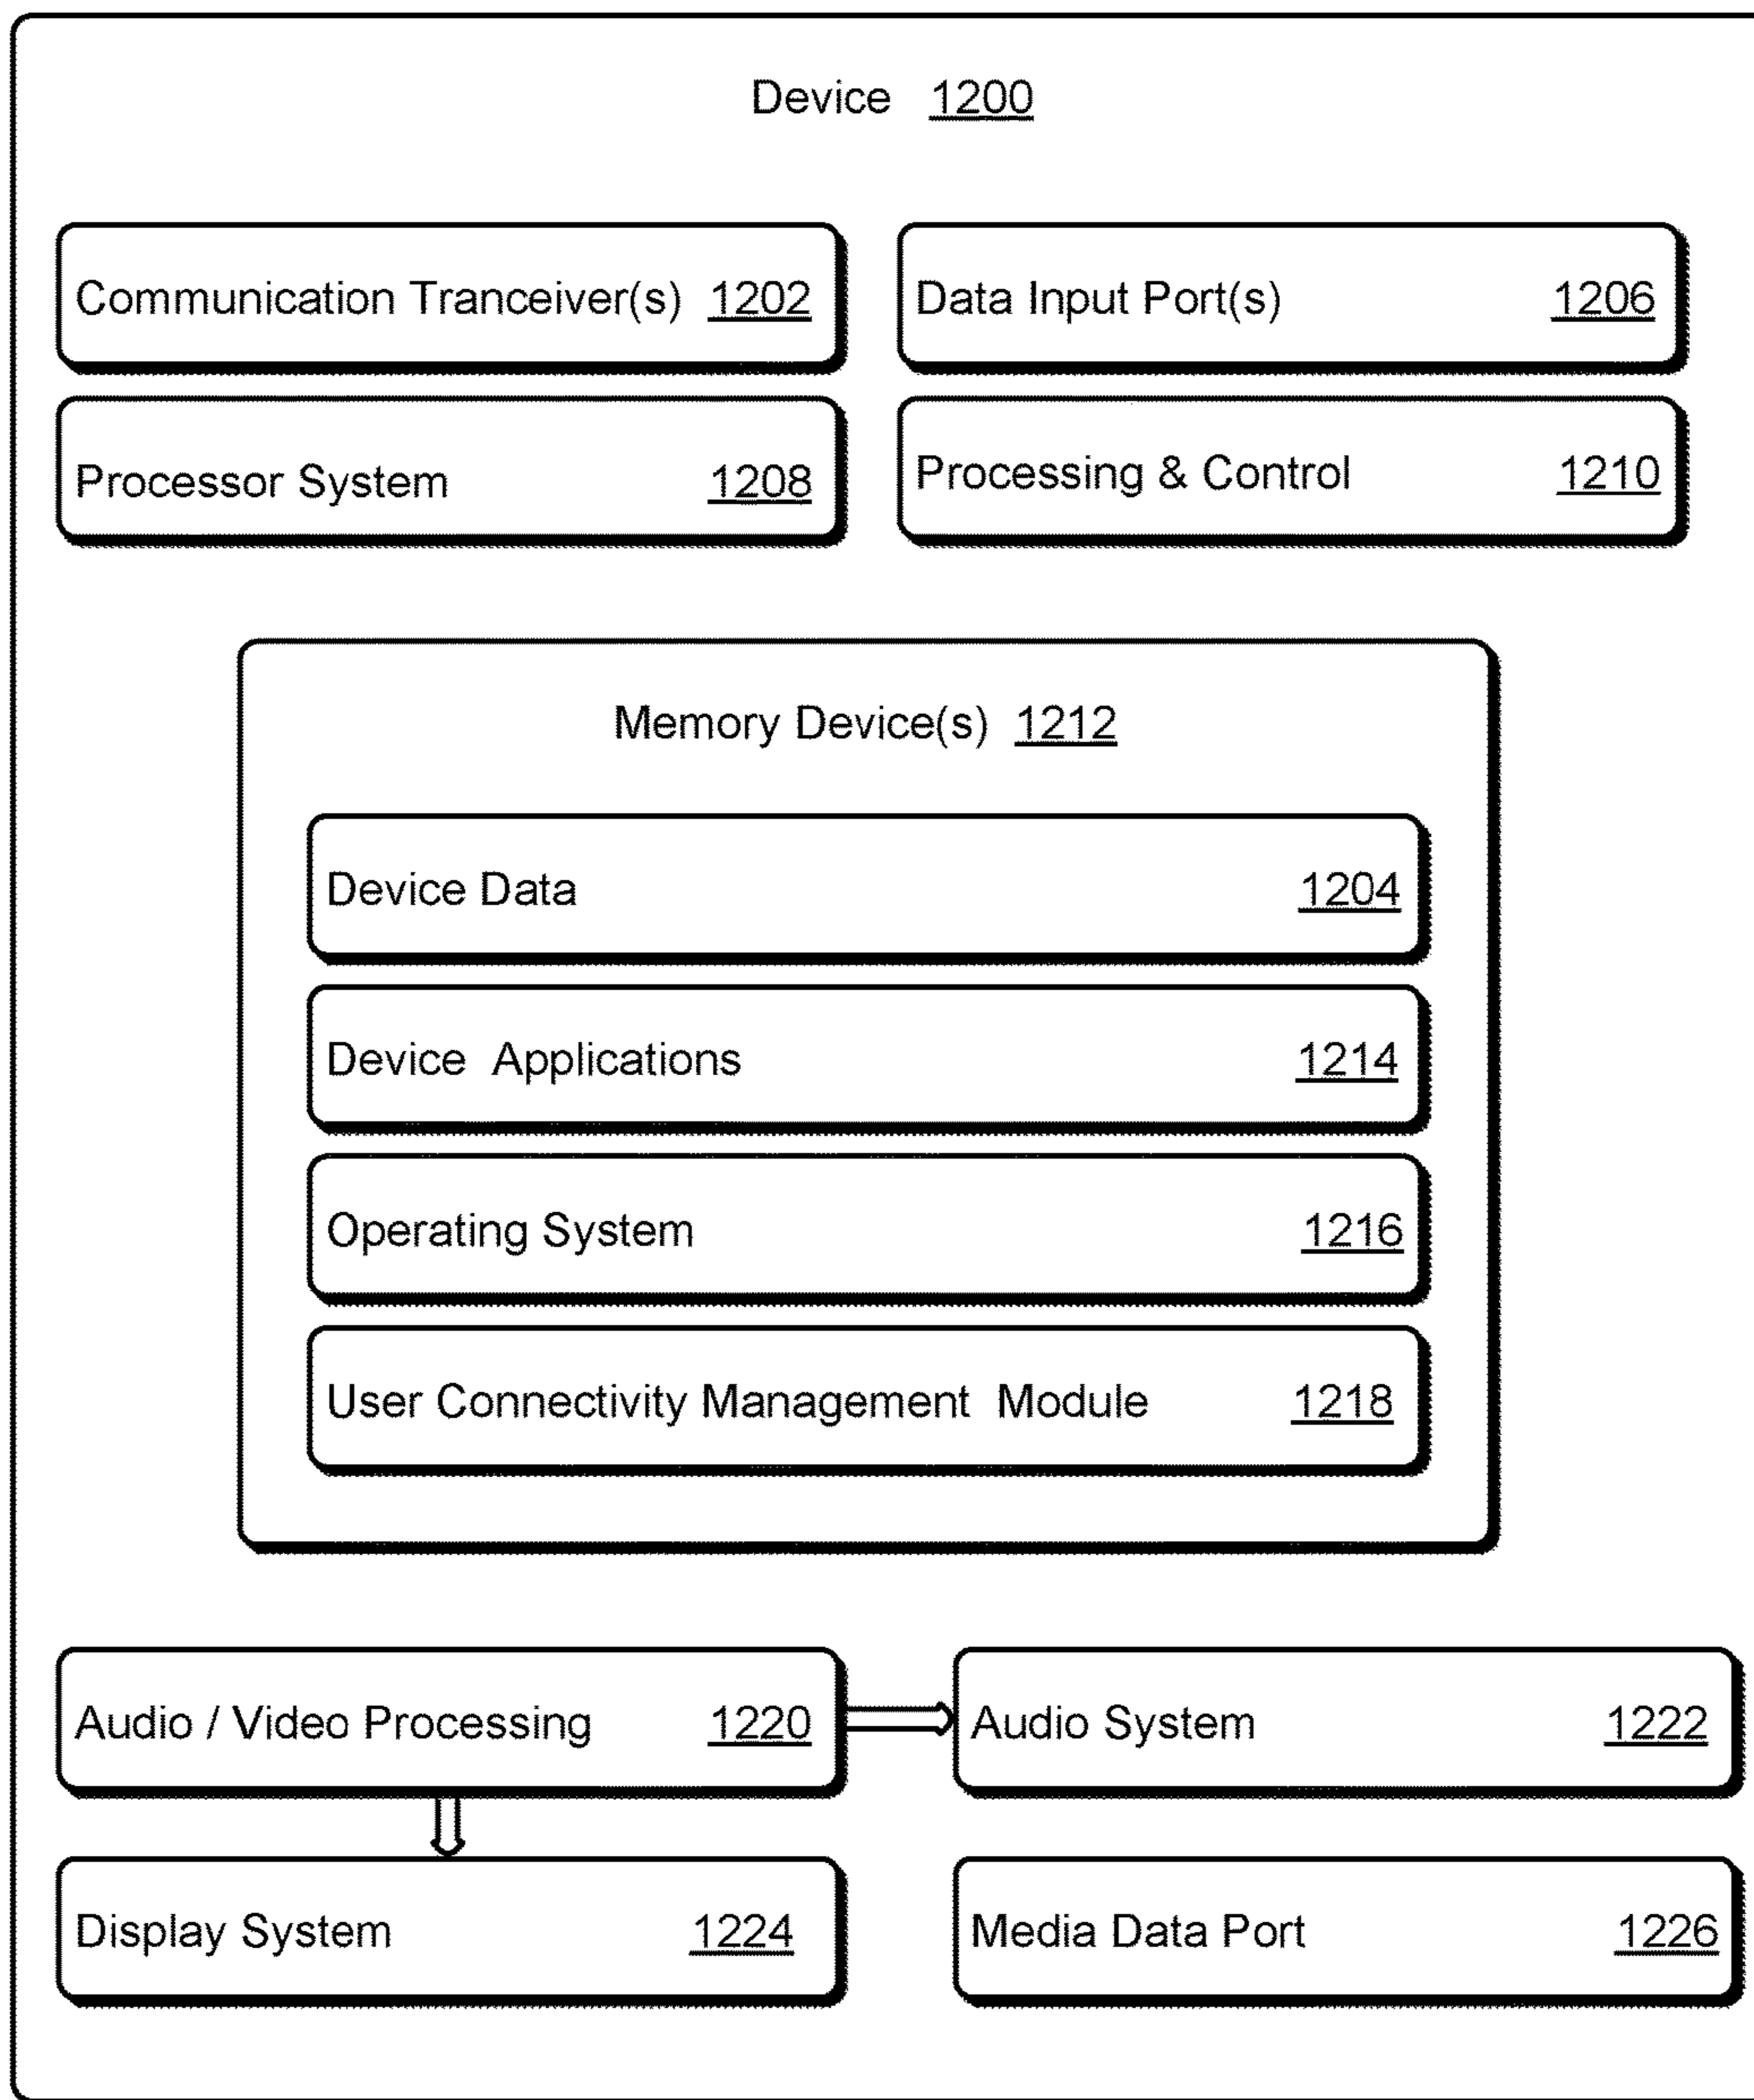 Device 1200
Communication Tranceiver(s) 1202
Data Input Port(s) 1206
Processor System 1208
Processing & Control 1210
Memory Device(s) 1212
Device Data 1204
Device Applications 1214
Operating System 1216
User Connectivity Management Module 1218
Audio / Video Processing 1220
Audio System 1222
Display System 1224
Media Data Port 1226